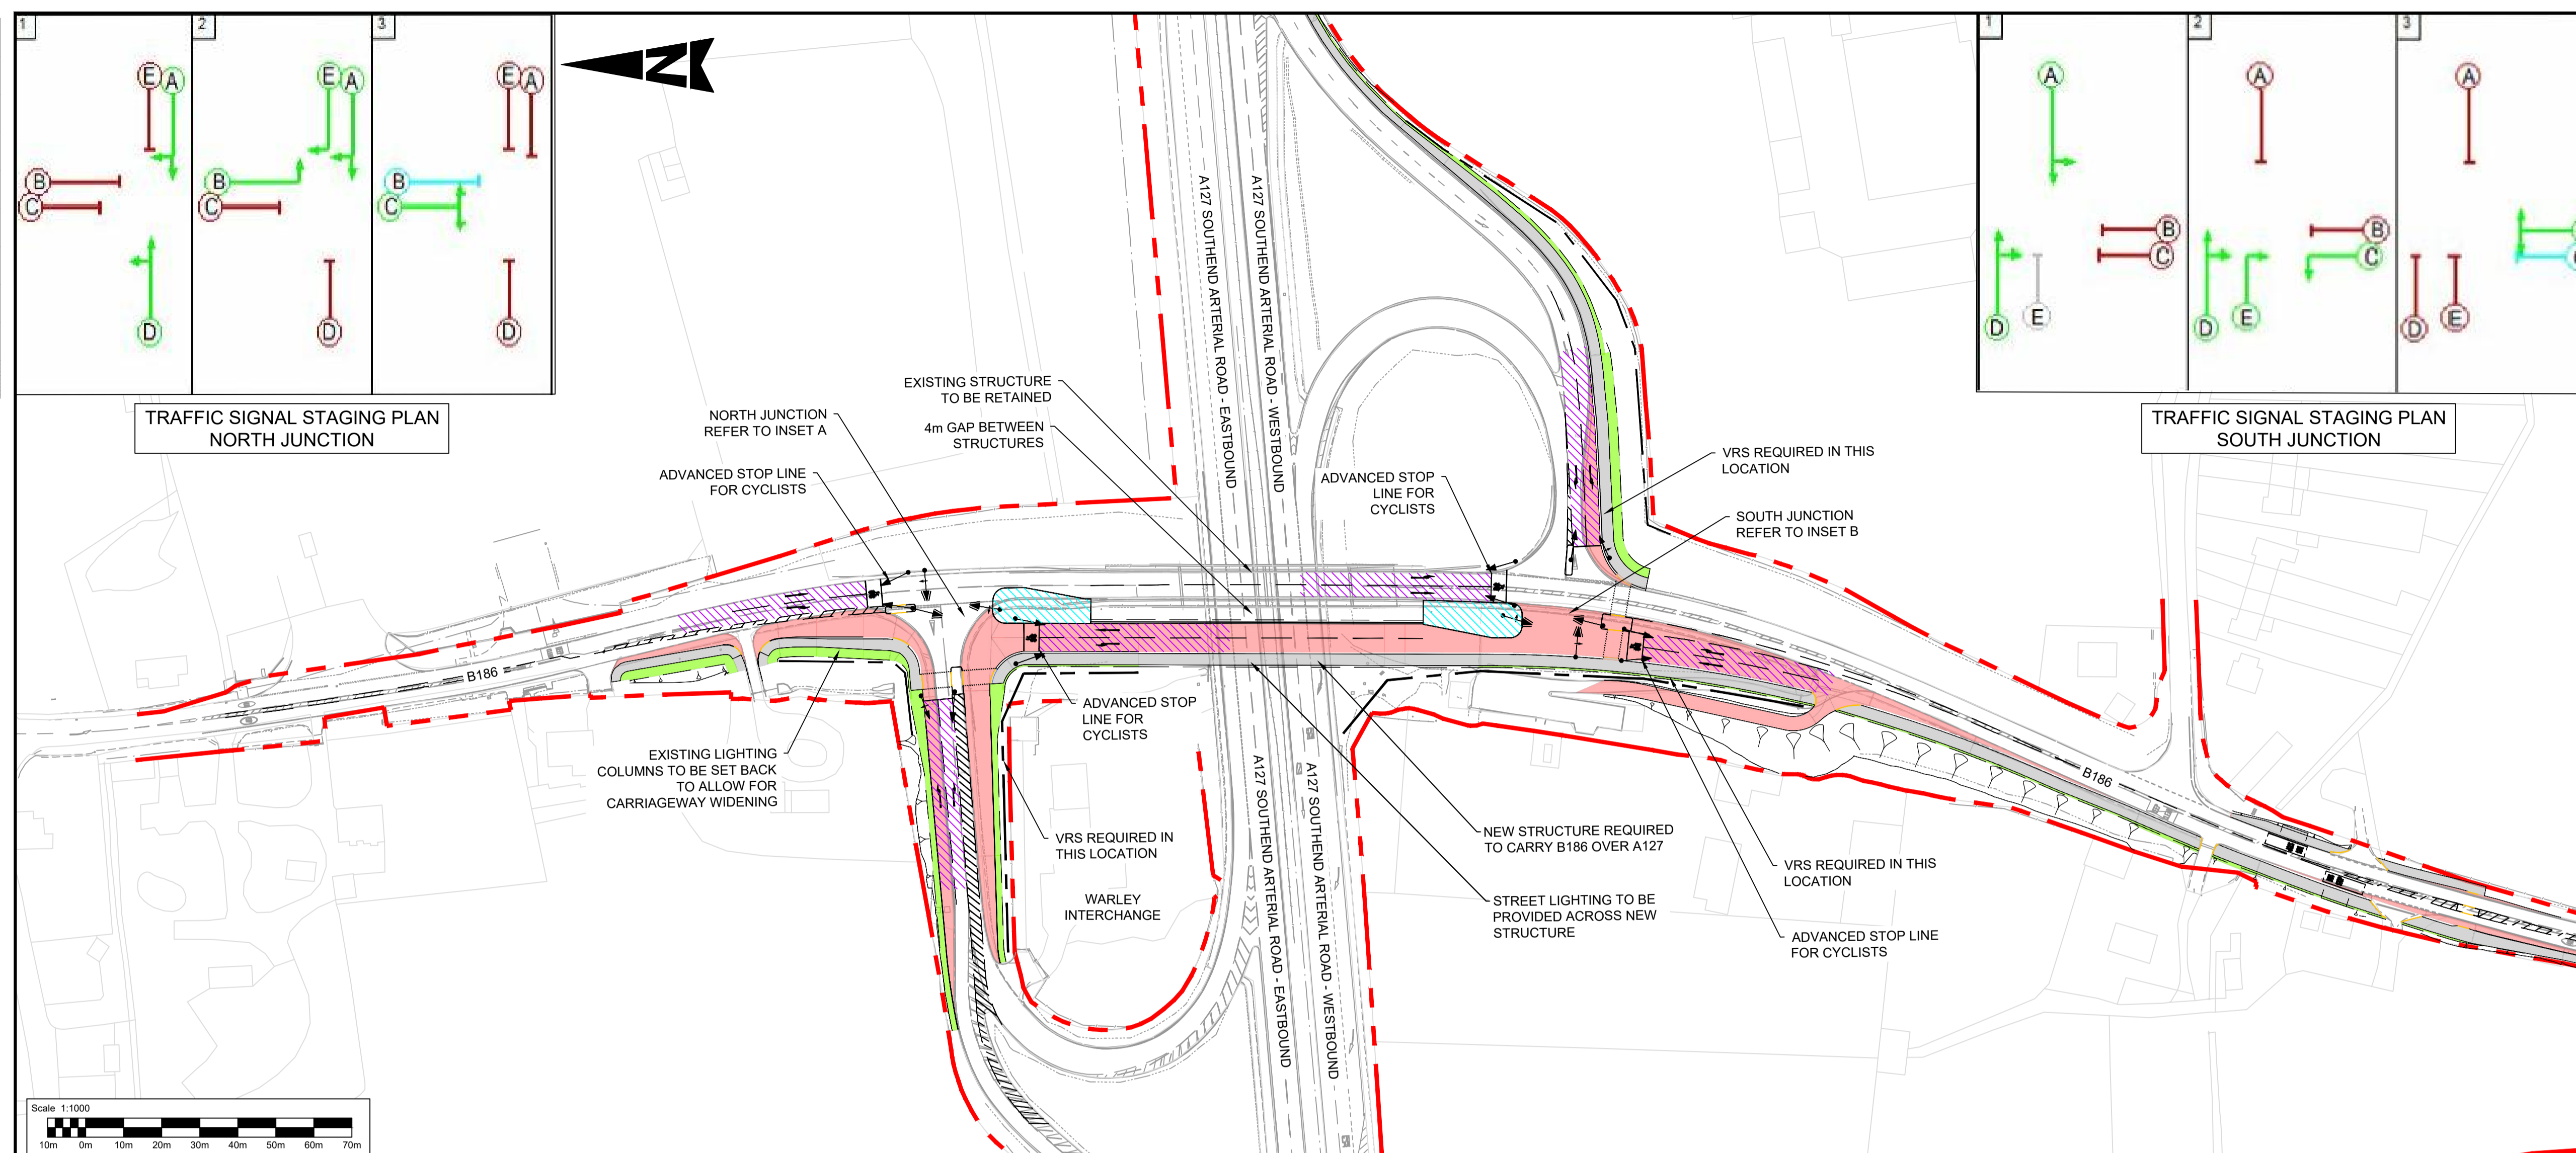 1
E A
B
C
D
2
E A
B
C
D
3
E A
B
C
D
TRAFFIC SIGNAL STAGING PLAN
NORTH JUNCTION
N
1
A
B
C
D E
2
A
B
C
D E
3
A
D E
TRAFFIC SIGNAL STAGING PLAN
SOUTH JUNCTION
A127 SOUTHEND ARTERIAL ROAD - EASTBOUND
A127 SOUTHEND ARTERIAL ROAD - WESTBOUND
EXISTING STRUCTURE
TO BE RETAINED
NORTH JUNCTION
REFER TO INSET A
4m GAP BETWEEN
STRUCTURES
ADVANCED STOP LINE
FOR CYCLISTS
ADVANCED STOP
LINE FOR
CYCLISTS
VRS REQUIRED IN THIS
LOCATION
SOUTH JUNCTION
REFER TO INSET B
B186
ADVANCED STOP
LINE FOR
CYCLISTS
EXISTING LIGHTING
COLUMNS TO BE SET BACK
TO ALLOW FOR
CARRIAGEWAY WIDENING
VRS REQUIRED IN
THIS LOCATION
WARLEY
INTERCHANGE
A127 SOUTHEND ARTERIAL ROAD - EASTBOUND
A127 SOUTHEND ARTERIAL ROAD - WESTBOUND
NEW STRUCTURE REQUIRED
TO CARRY B186 OVER A127
STREET LIGHTING TO BE
PROVIDED ACROSS NEW
STRUCTURE
VRS REQUIRED IN THIS
LOCATION
ADVANCED STOP LINE
FOR CYCLISTS
B186
Scale 1:1000
10m 0m 10m 20m 30m 40m 50m 60m 70m